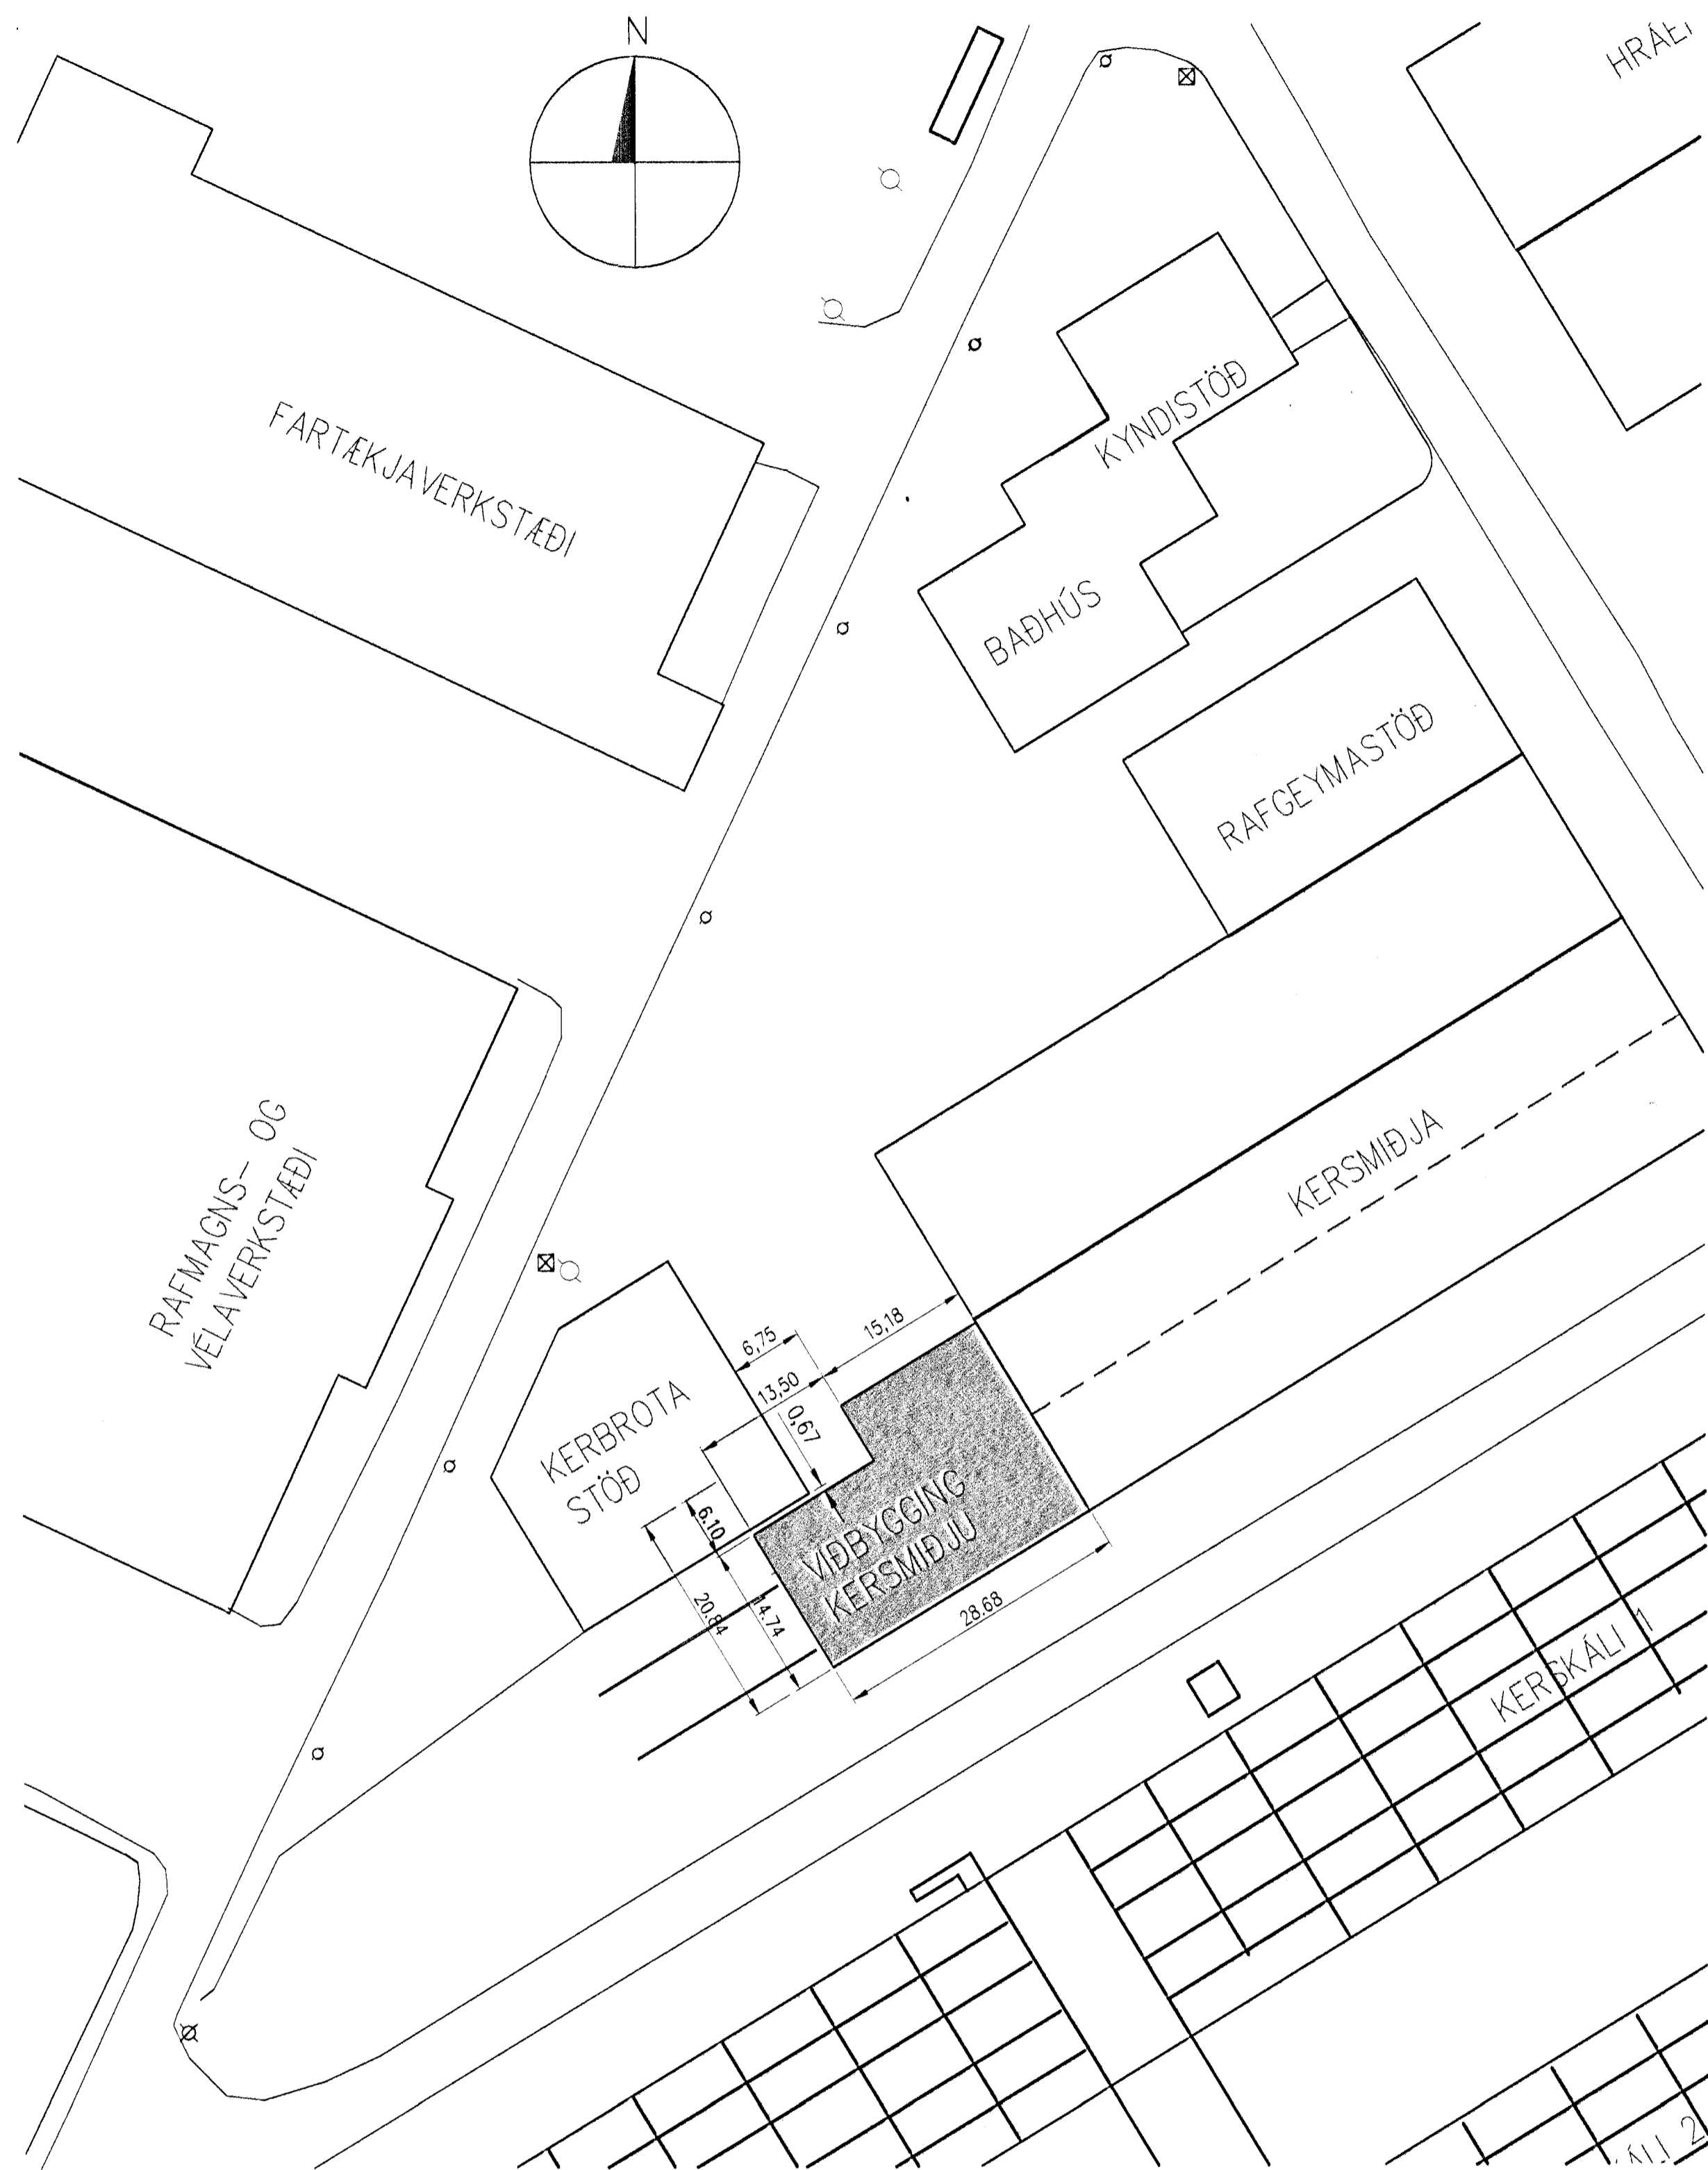 N
FARTÆKJAVERKSTÆÐI
KYNDISTÖÐ
BAÐHÚS
RAFGEYMASTÖÐ
KERSMIÐJA
RAFMAGNS- OG
VÉLAVERKSTÆÐI
KERBROTA
STÖÐ
6,75
15,18
13,50
0,67
6.10
20.84
14.74
28.68
VIÐBYGGING
KERSMIÐJU
KERSKÁLI 1